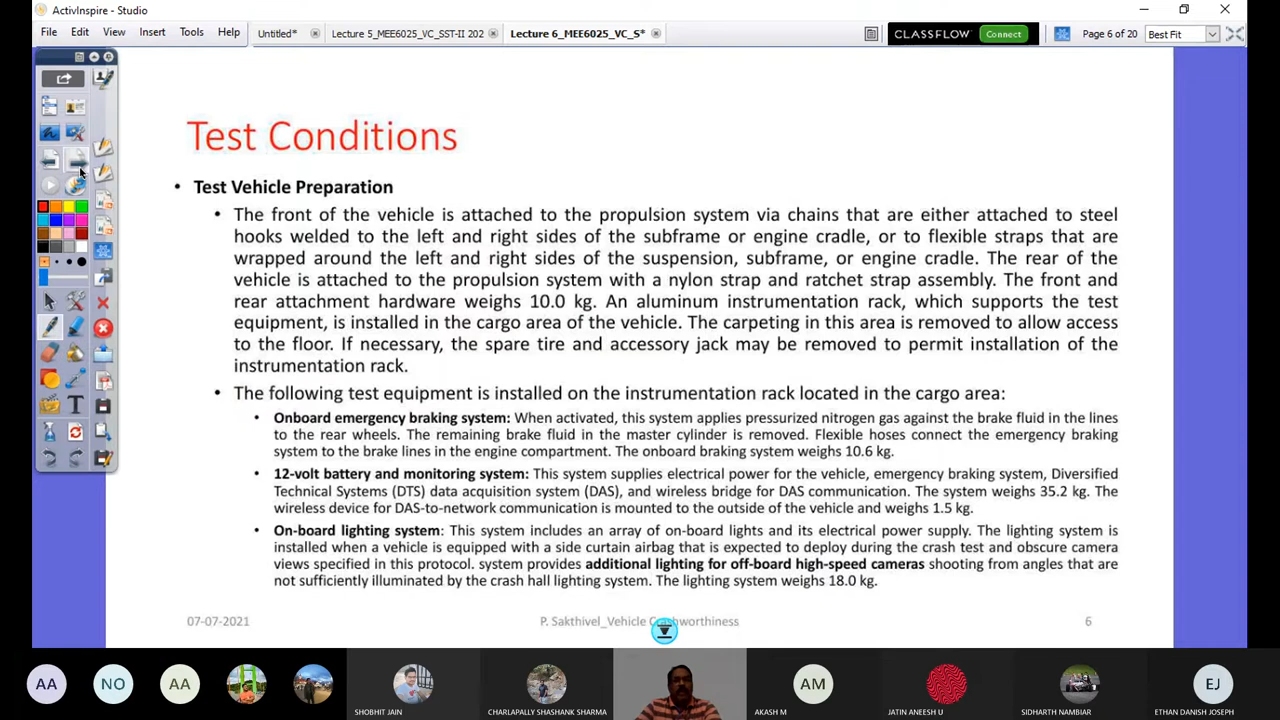 ActivInspire - Studio
File Edit View Insert Tools Help Untitled* Lecture 5_MEE6025_VC_SST-II 202 Lecture 6_MEE6025_VC_S* CLASSFLOW Connect Page 6 of 20 Best Fit
Test Conditions
• Test Vehicle Preparation
• The front of the vehicle is attached to the propulsion system via chains that are either attached to steel
hooks welded to the left and right sides of the subframe or engine cradle, or to flexible straps that are
wrapped around the left and right sides of the suspension, subframe, or engine cradle. The rear of the
vehicle is attached to the propulsion system with a nylon strap and ratchet strap assembly. The front and
rear attachment hardware weighs 10.0 kg. An aluminum instrumentation rack, which supports the test
equipment, is installed in the cargo area of the vehicle. The carpeting in this area is removed to allow access
to the floor. If necessary, the spare tire and accessory jack may be removed to permit installation of the
instrumentation rack.
• The following test equipment is installed on the instrumentation rack located in the cargo area:
• Onboard emergency braking system: When activated, this system applies pressurized nitrogen gas against the brake fluid in the lines
to the rear wheels. The remaining brake fluid in the master cylinder is removed. Flexible hoses connect the emergency braking
system to the brake lines in the engine compartment. The onboard braking system weighs 10.6 kg.
• 12-volt battery and monitoring system: This system supplies electrical power for the vehicle, emergency braking system, Diversified
Technical Systems (DTS) data acquisition system (DAS), and wireless bridge for DAS communication. The system weighs 35.2 kg. The
wireless device for DAS-to-network communication is mounted to the outside of the vehicle and weighs 1.5 kg.
• On-board lighting system: This system includes an array of on-board lights and its electrical power supply. The lighting system is
installed when a vehicle is equipped with a side curtain airbag that is expected to deploy during the crash test and obscure camera
views specified in this protocol. system provides additional lighting for off-board high-speed cameras shooting from angles that are
not sufficiently illuminated by the crash hall lighting system. The lighting system weighs 18.0 kg.
07-07-2021 P. Sakthivel_Vehicle Crashworthiness 6
AA NO AA AM EJ
SHOBHIT JAIN CHARLAPALLY SHASHANK SHARMA AKASH M JATIN ANEESH U SIDHARTH NAMBIAR ETHAN DANISH JOSEPH